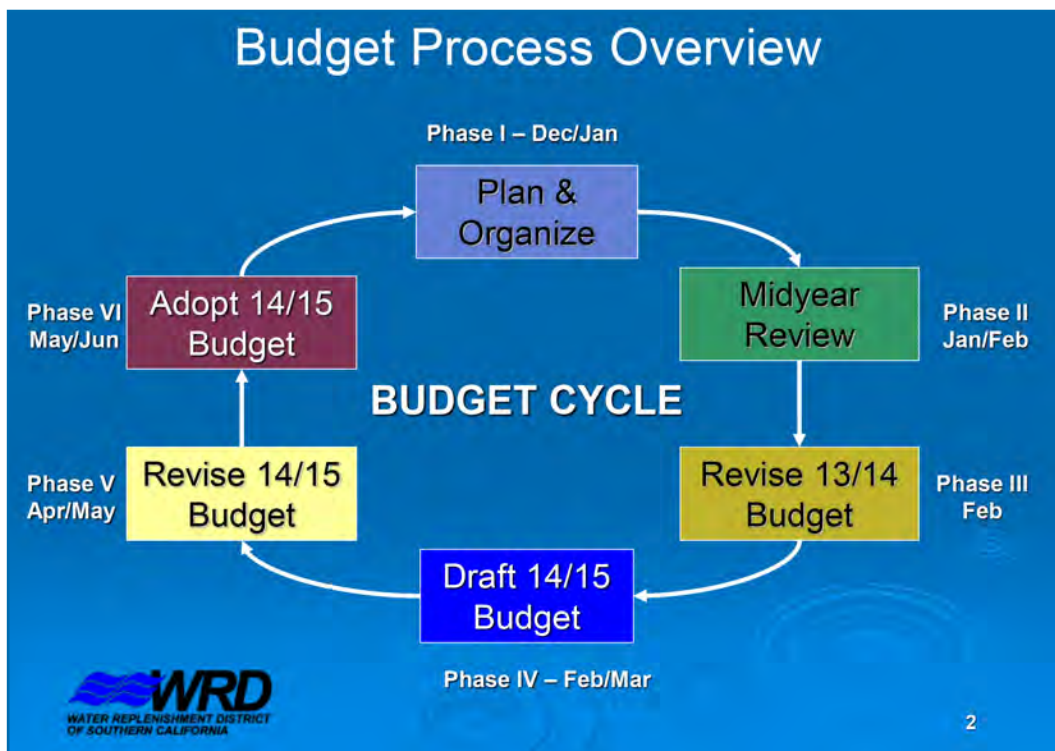 Budget Process Overview
Phase I – Dec/Jan
Plan &
Organize
Midyear
Review
Phase II
Jan/Feb
Revise 13/14
Budget
Phase III
Feb
Draft 14/15
Budget
Phase IV – Feb/Mar
Revise 14/15
Budget
Phase V
Apr/May
Adopt 14/15
Budget
Phase VI
May/Jun
BUDGET CYCLE
WRD
WATER REPLENISHMENT DISTRICT
OF SOUTHERN CALIFORNIA
2